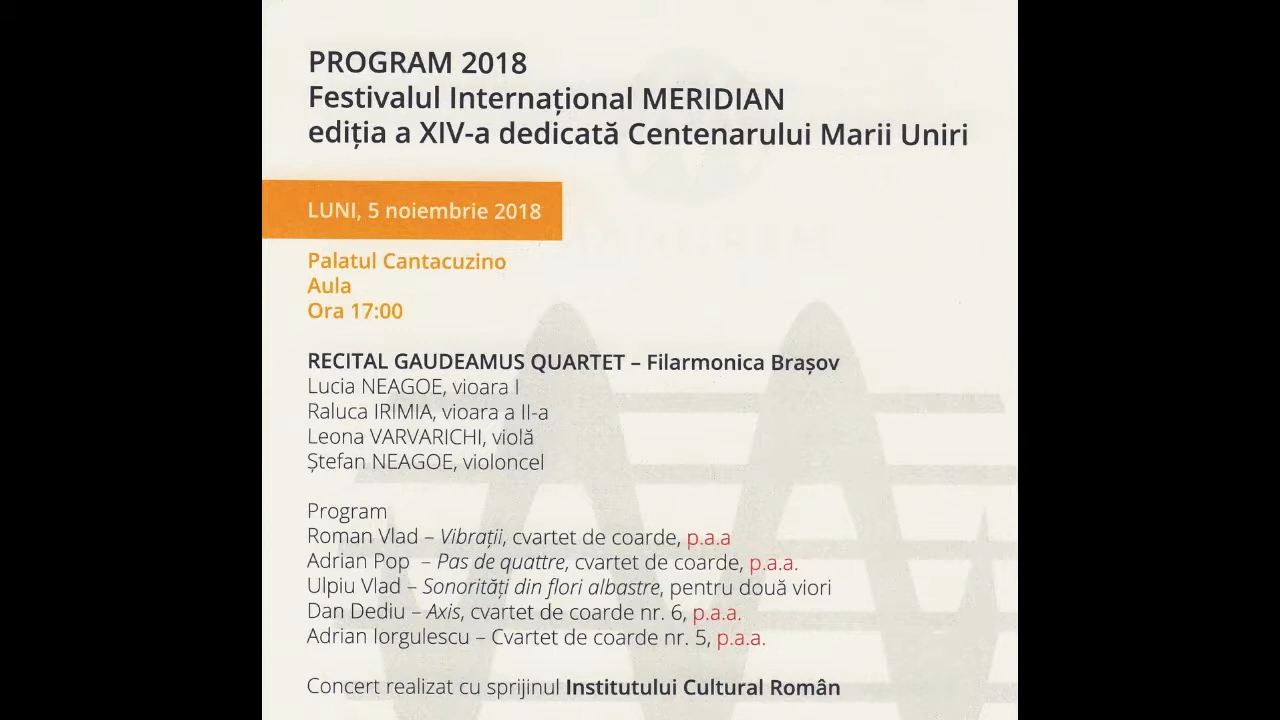 PROGRAM 2018
Festivalul Internațional MERIDIAN
ediția a XIV-a dedicată Centenarului Marii Uniri
LUNI, 5 noiembrie 2018
Palatul Cantacuzino
Aula
Ora 17:00
RECITAL GAUDEAMUS QUARTET – Filarmonica Brașov
Lucia NEAGOE, vioara I
Raluca IRIMIA, vioara a II-a
Leona VARVARICHI, violă
Ștefan NEAGOE, violoncel
Program
Roman Vlad – Vibrații, cvartet de coarde, p.a.a
Adrian Pop – Pas de quattre, cvartet de coarde, p.a.a.
Ulpiu Vlad – Sonorități din flori albastre, pentru două viori
Dan Dediu – Axis, cvartet de coarde nr. 6, p.a.a.
Adrian Iorgulescu – Cvartet de coarde nr. 5, p.a.a.
Concert realizat cu sprijinul Institutului Cultural Român